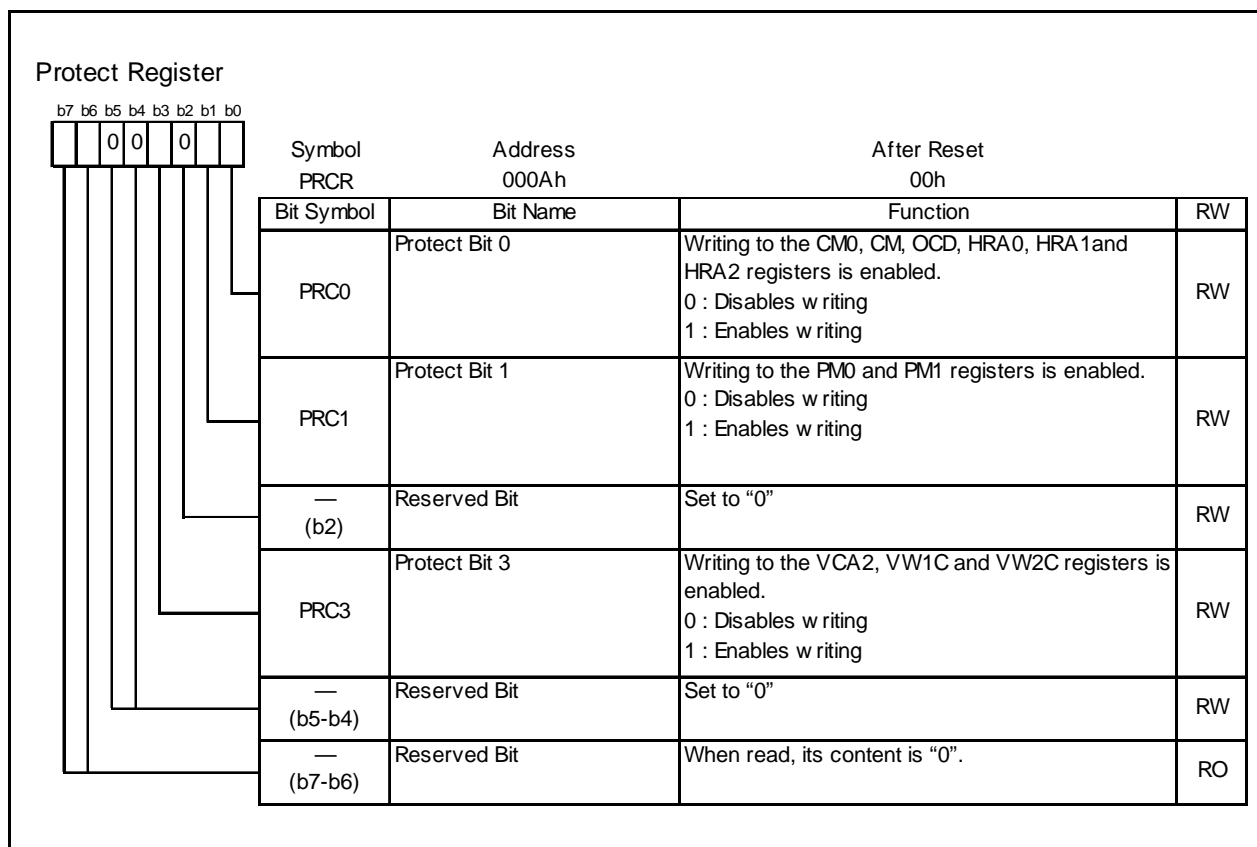 Protect Register
b7 b6 b5 b4 b3 b2 b1 b0
0 0 0
Symbol Address After Reset
PRCR 000Ah 00h
Bit Symbol Bit Name Function RW
PRC0 Protect Bit 0 Writing to the CM0, CM, OCD, HRA0, HRA1and RW
HRA2 registers is enabled.
0 : Disables w riting
1 : Enables w riting
PRC1 Protect Bit 1 Writing to the PM0 and PM1 registers is enabled. RW
0 : Disables w riting
1 : Enables w riting
— Reserved Bit Set to “0” RW
(b2)
PRC3 Protect Bit 3 Writing to the VCA2, VW1C and VW2C registers is RW
enabled.
0 : Disables w riting
1 : Enables w riting
— Reserved Bit Set to “0” RW
(b5-b4)
— Reserved Bit When read, its content is “0”. RO
(b7-b6)